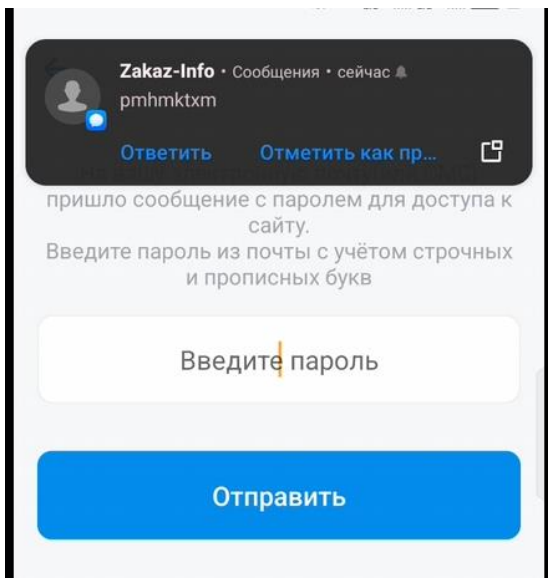 Zakaz-Info • Сообщения • сейчас
pmhmktxm
Ответить Отметить как пр...
пришло сообщение с паролем для доступа к
сайту.
Введите пароль из почты с учётом строчных
и прописных букв
Введите пароль
Отправить